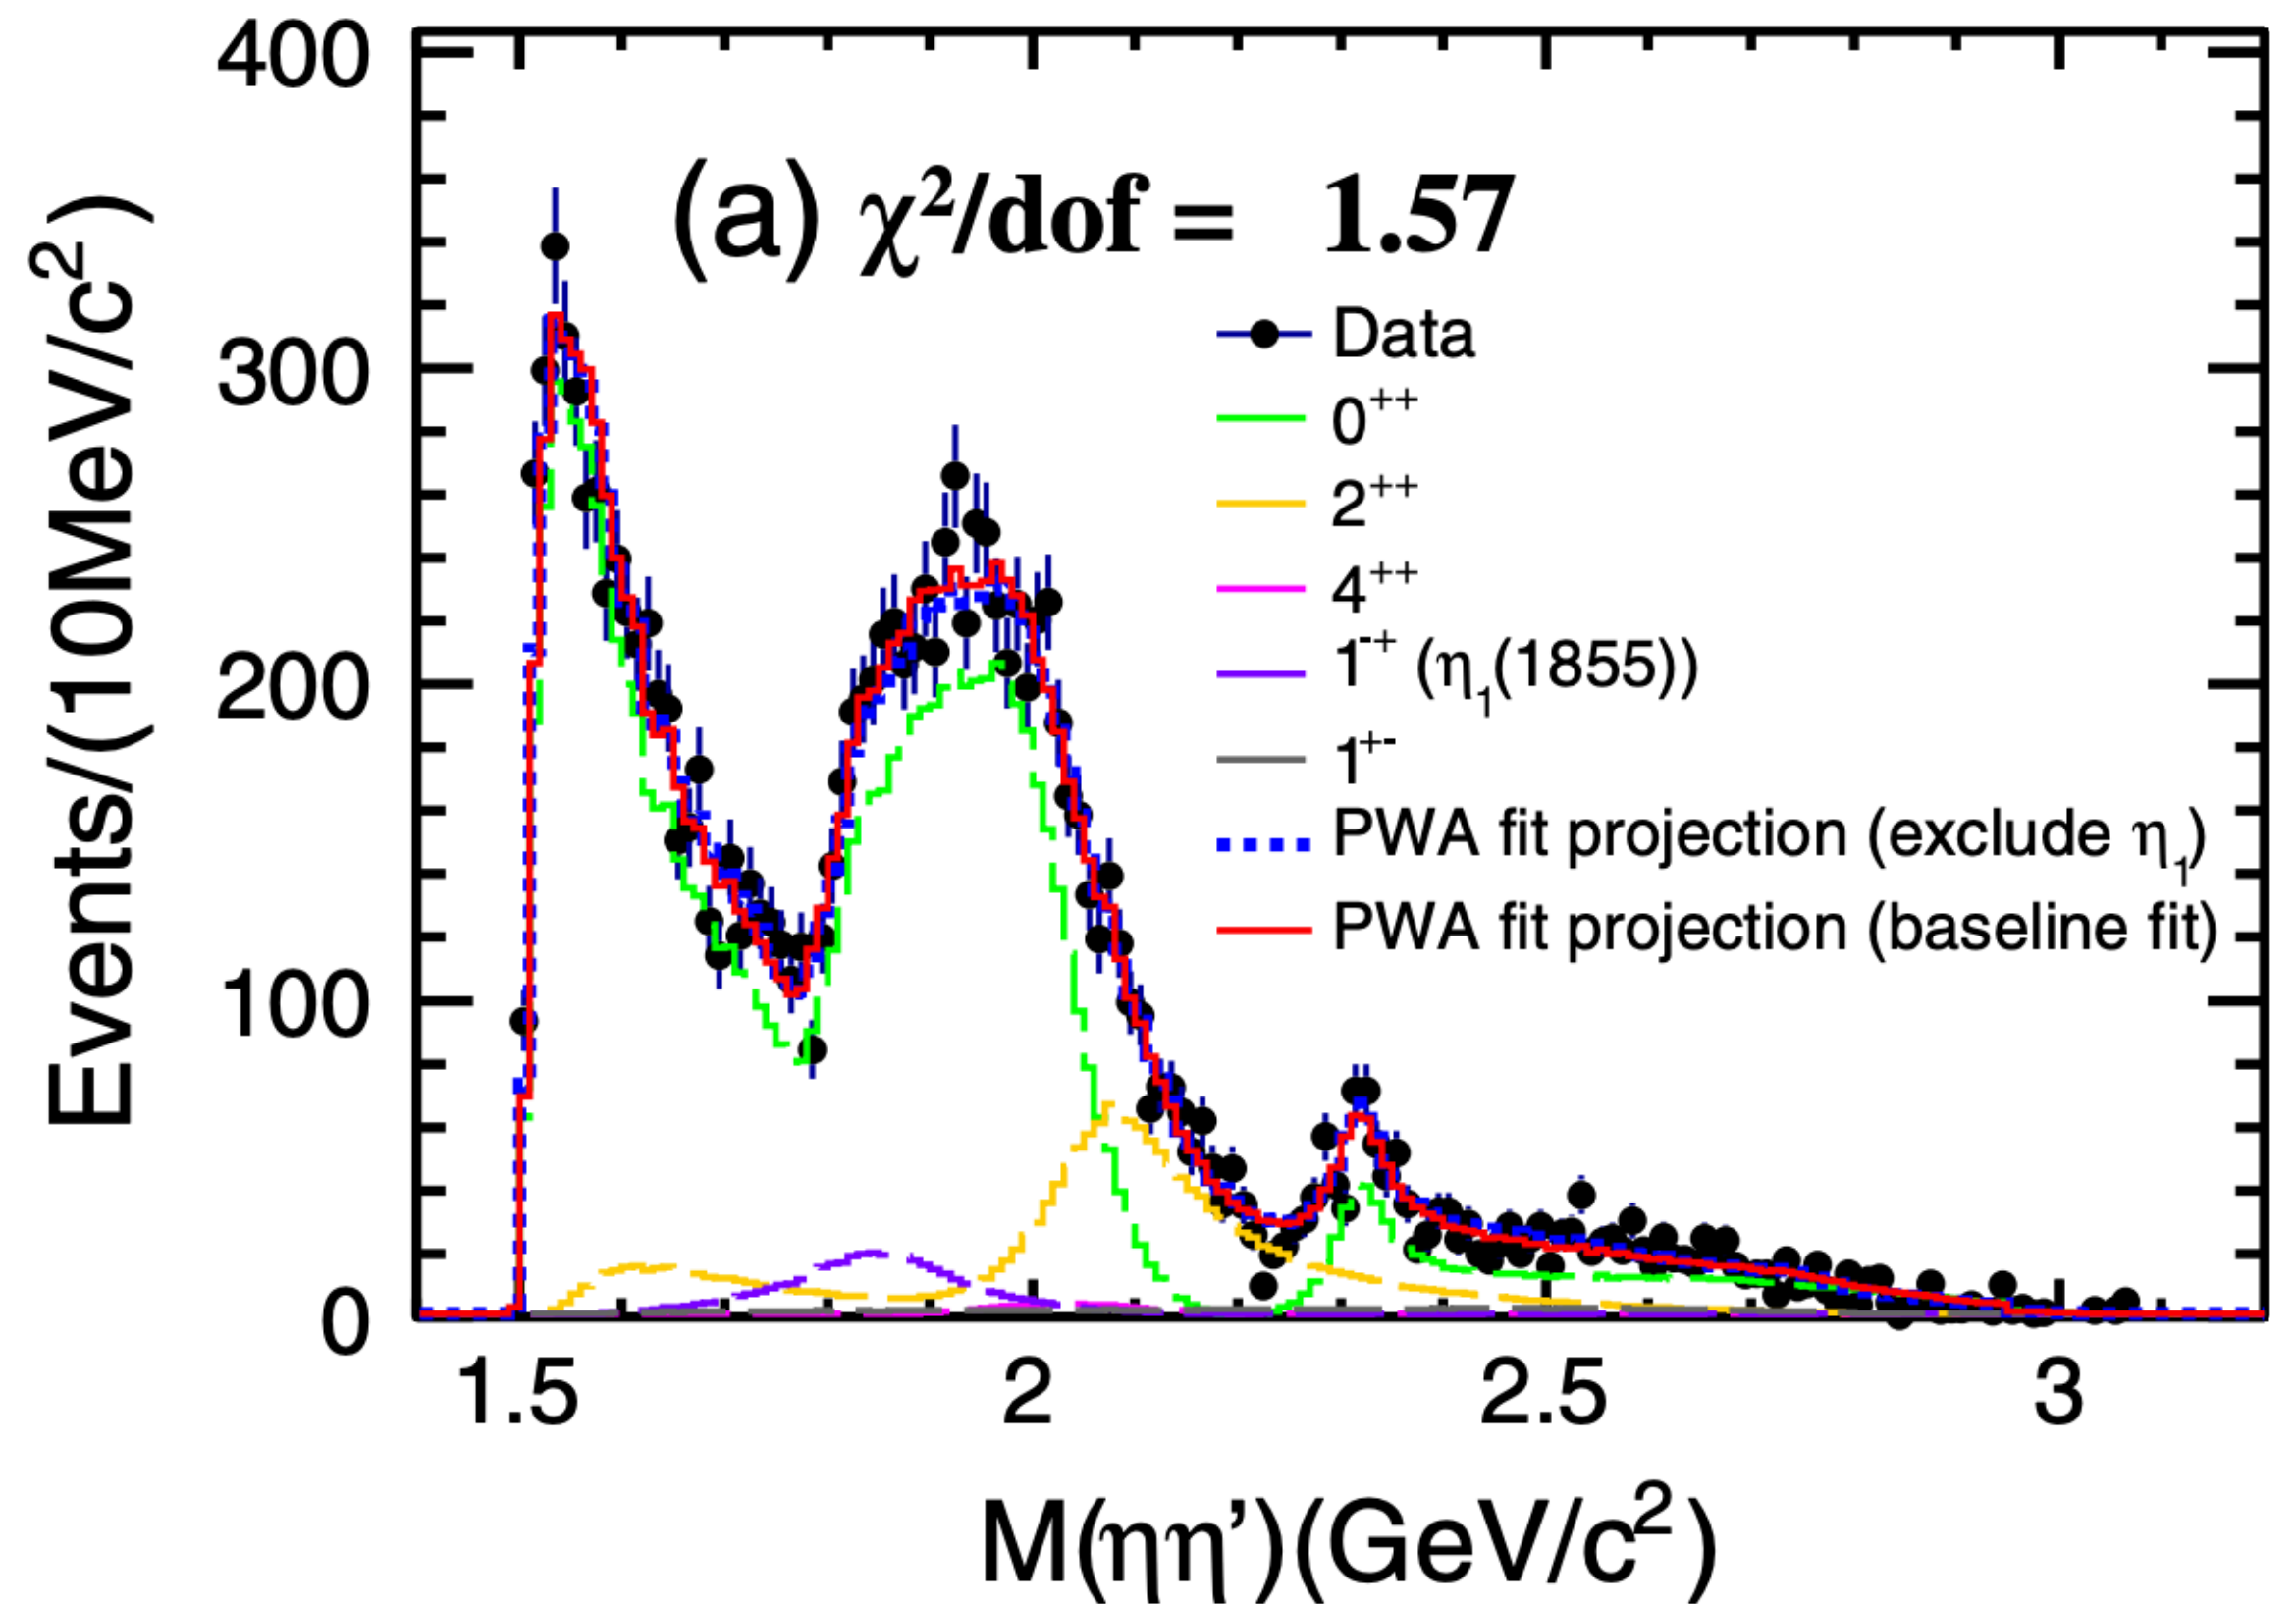 Events/(10MeV/c²)
400
300
200
100
0
(a) χ²/dof = 1.57
Data
0⁺⁺
2⁺⁺
4⁺⁺
1⁻⁺ (η₁(1855))
1⁺⁻
PWA fit projection (exclude η₁)
PWA fit projection (baseline fit)
1.5 2 2.5 3
M(ηη')(GeV/c²)